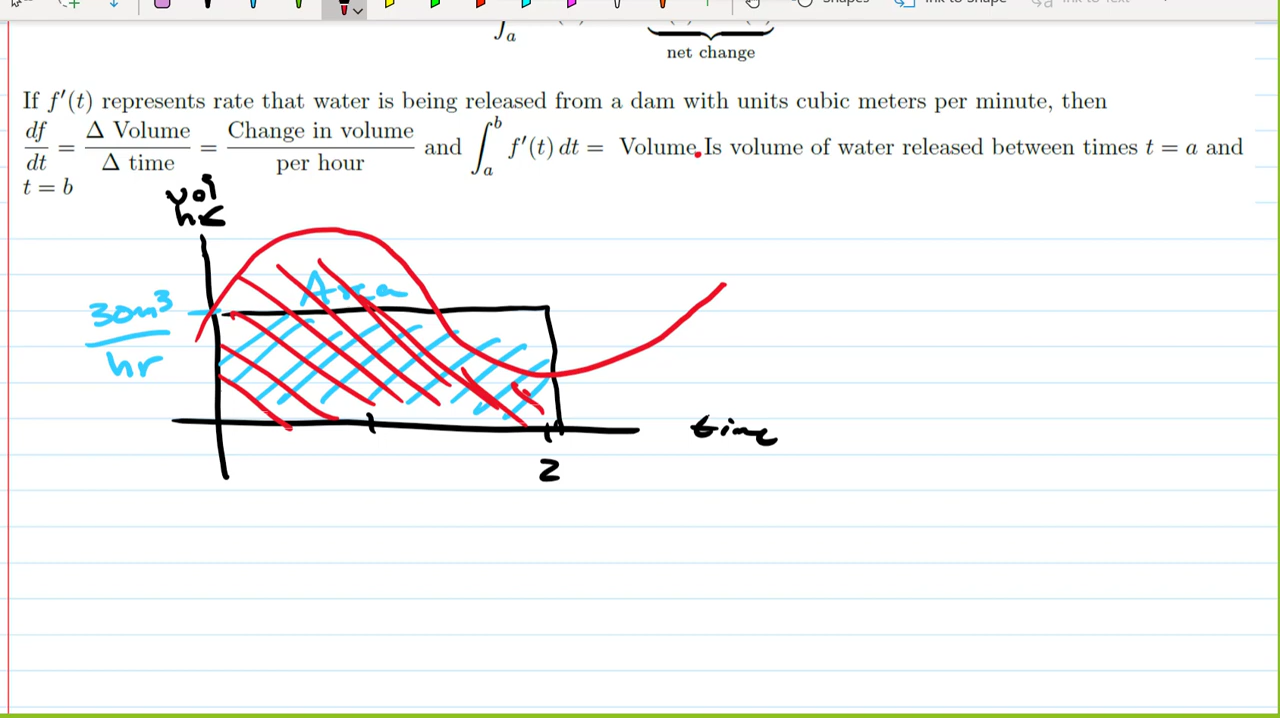 ∫_a
net change
If f′(t) represents rate that water is being released from a dam with units cubic meters per minute, then
df/dt = Δ Volume/Δ time = Change in volume/per hour and ∫_a^b f′(t) dt = Volume.Is volume of water released between times t = a and
t = b
vol
hr
Area
30m³
hr
time
2